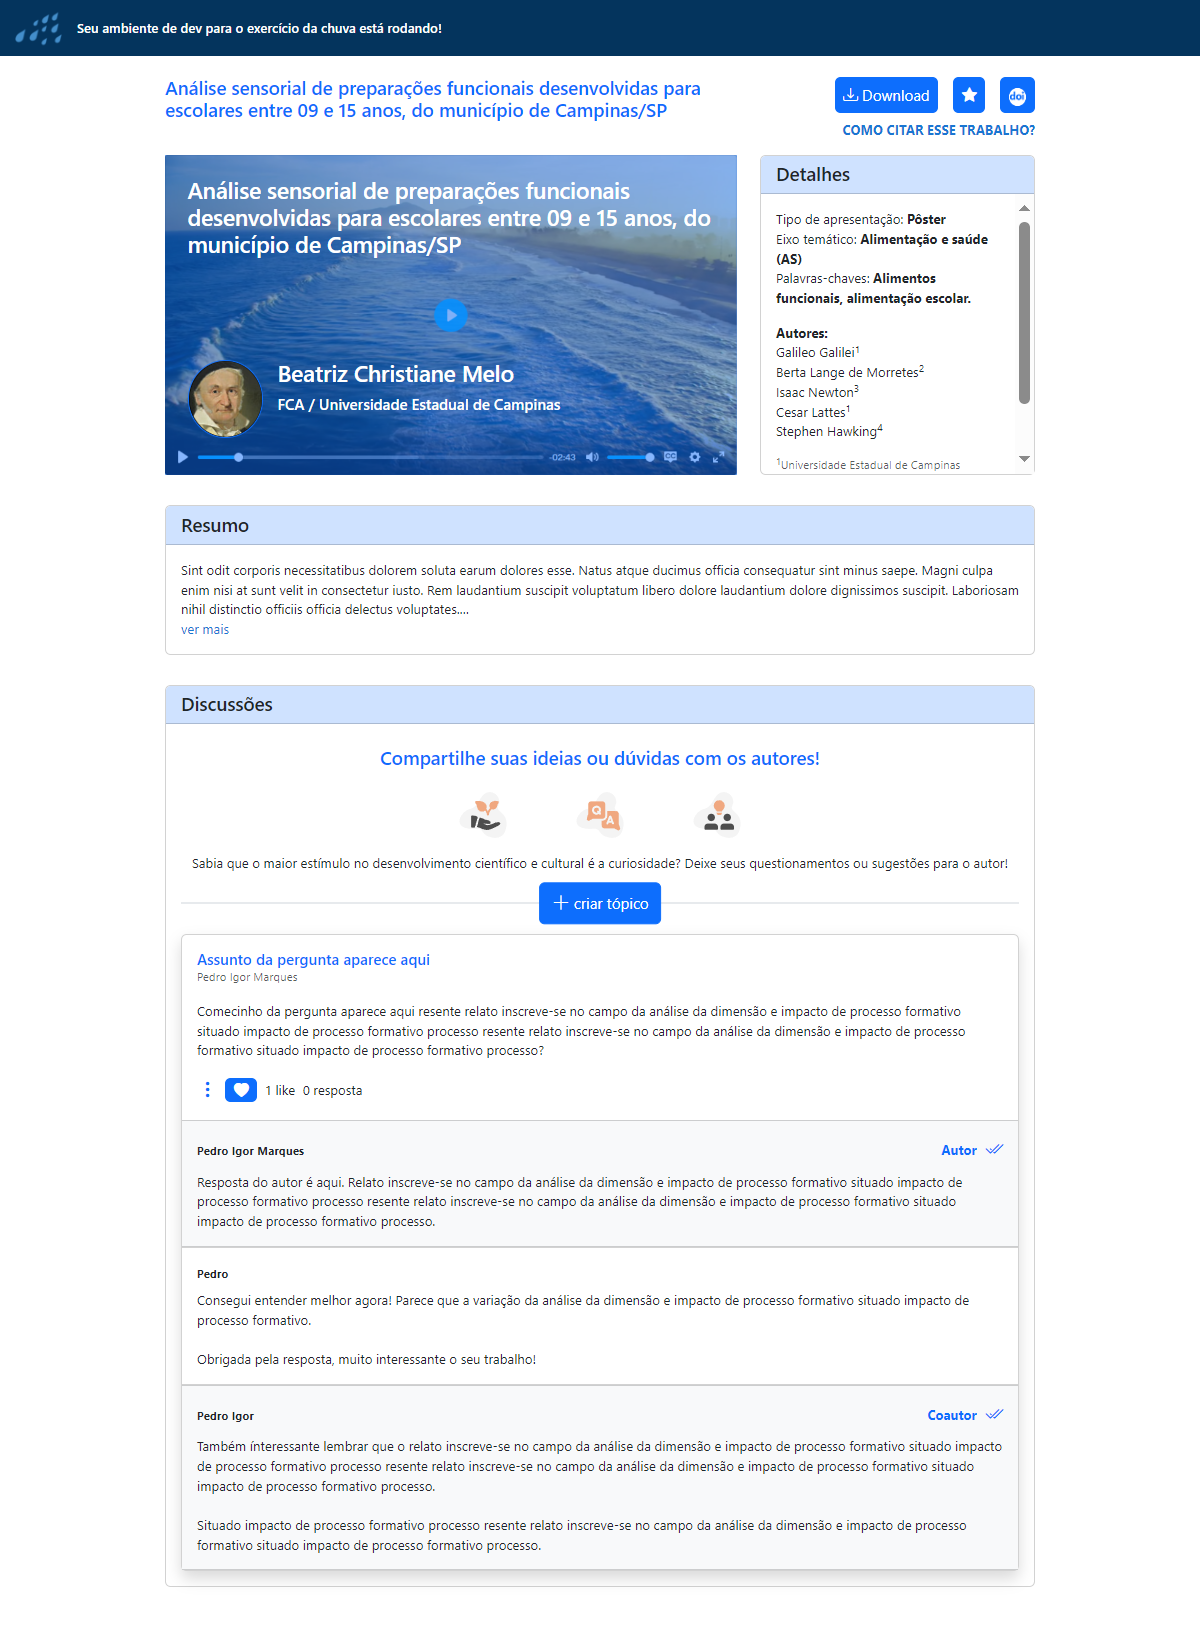 Seu ambiente de dev para o exercício da chuva está rodando!
Análise sensorial de preparações funcionais desenvolvidas para
escolares entre 09 e 15 anos, do município de Campinas/SP
Download
doi
COMO CITAR ESSE TRABALHO?
Análise sensorial de preparações funcionais
desenvolvidas para escolares entre 09 e 15 anos, do
município de Campinas/SP
Beatriz Christiane Melo
FCA / Universidade Estadual de Campinas
-02:43
CC
Detalhes
Tipo de apresentação: Pôster
Eixo temático: Alimentação e saúde
(AS)
Palavras-chaves: Alimentos
funcionais, alimentação escolar.
Autores:
Galileo Galilei¹
Berta Lange de Morretes²
Isaac Newton³
Cesar Lattes¹
Stephen Hawking⁴
¹Universidade Estadual de Campinas
Resumo
Sint odit corporis necessitatibus dolorem soluta earum dolores esse. Natus atque ducimus officia consequatur sint minus saepe. Magni culpa
enim nisi at sunt velit in consectetur iusto. Rem laudantium suscipit voluptatum libero dolore laudantium dolore dignissimos suscipit. Laboriosam
nihil distinctio officiis officia delectus voluptates....
ver mais
Discussões
Compartilhe suas ideias ou dúvidas com os autores!
Q
A
Sabia que o maior estímulo no desenvolvimento científico e cultural é a curiosidade? Deixe seus questionamentos ou sugestões para o autor!
criar tópico
Assunto da pergunta aparece aqui
Pedro Igor Marques
Comecinho da pergunta aparece aqui resente relato inscreve-se no campo da análise da dimensão e impacto de processo formativo
situado impacto de processo formativo processo resente relato inscreve-se no campo da análise da dimensão e impacto de processo
formativo situado impacto de processo formativo processo?
1 like 0 resposta
Pedro Igor Marques
Autor
Resposta do autor é aqui. Relato inscreve-se no campo da análise da dimensão e impacto de processo formativo situado impacto de
processo formativo processo resente relato inscreve-se no campo da análise da dimensão e impacto de processo formativo situado
impacto de processo formativo processo.
Pedro
Consegui entender melhor agora! Parece que a variação da análise da dimensão e impacto de processo formativo situado impacto de
processo formativo.
Obrigada pela resposta, muito interessante o seu trabalho!
Pedro Igor
Coautor
Também ínteressante lembrar que o relato inscreve-se no campo da análise da dimensão e impacto de processo formativo situado impacto
de processo formativo processo resente relato inscreve-se no campo da análise da dimensão e impacto de processo formativo situado
impacto de processo formativo processo.
Situado impacto de processo formativo processo resente relato inscreve-se no campo da análise da dimensão e impacto de processo
formativo situado impacto de processo formativo processo.